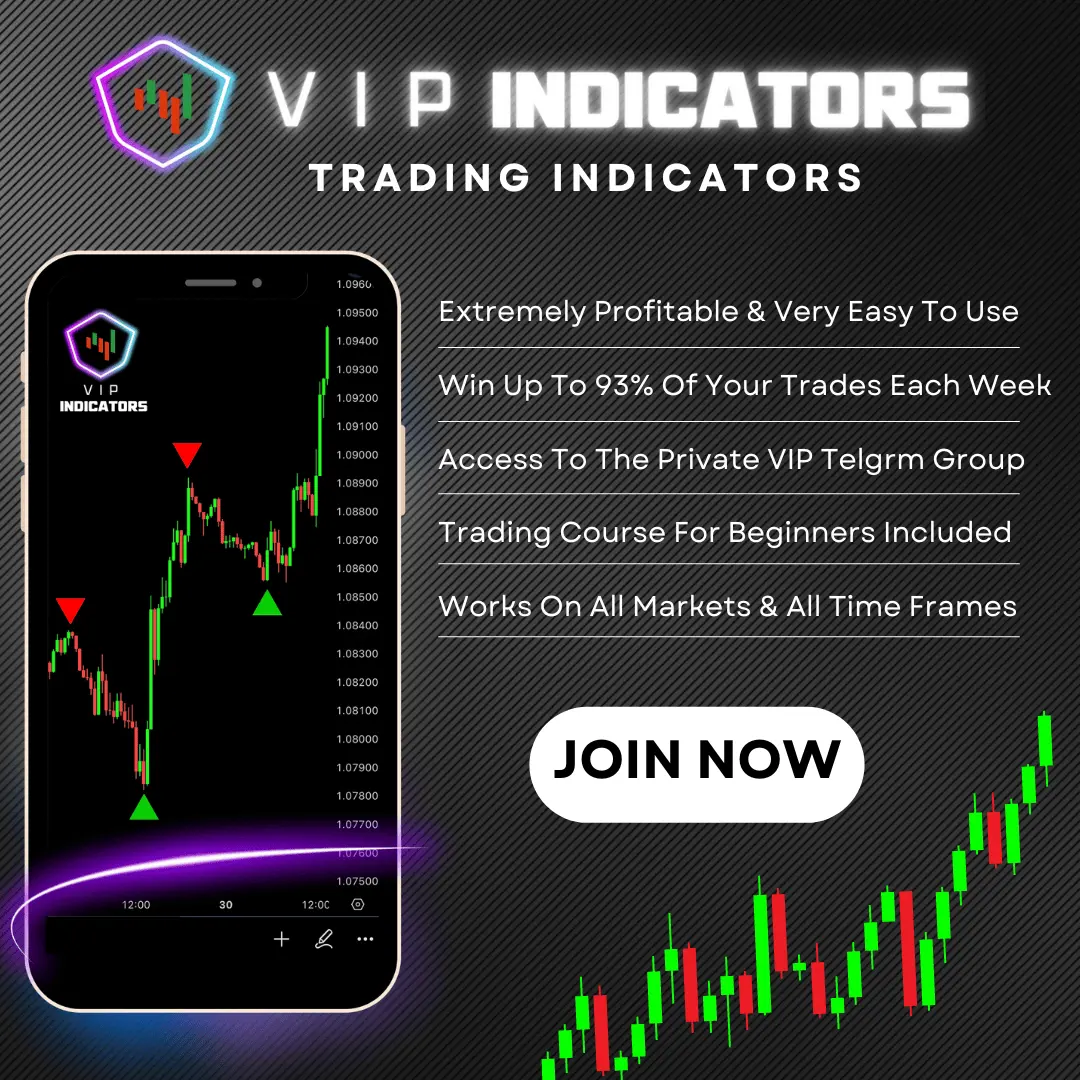 VIP INDICATORS
TRADING INDICATORS
VIP
INDICATORS
1.0960
1.09500
1.09400
1.09300
1.09200
1.09100
1.09000
1.08900
1.08800
1.08700
1.08600
1.08500
1.08400
1.08300
1.08200
1.08100
1.08000
1.07900
1.07800
1.07700
1.07600
1.07500
12:00 30 12:00
Extremely Profitable & Very Easy To Use
Win Up To 93% Of Your Trades Each Week
Access To The Private VIP Telgrm Group
Trading Course For Beginners Included
Works On All Markets & All Time Frames
JOIN NOW